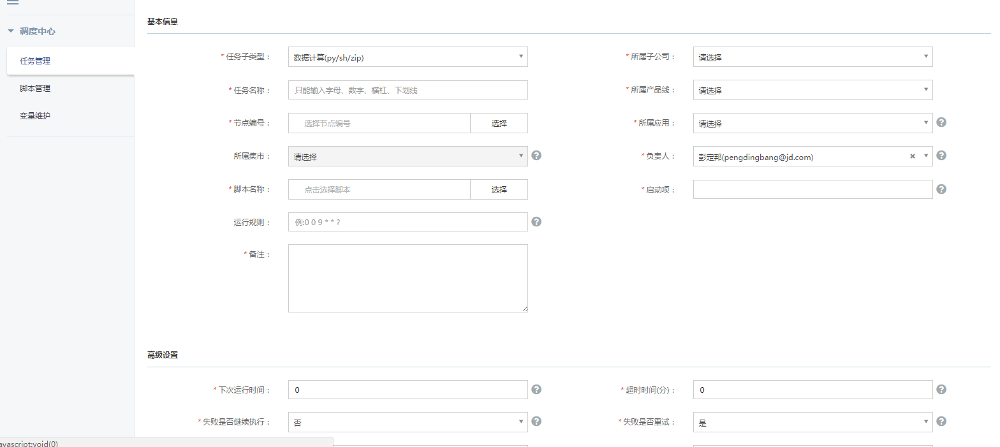 调度中心
任务管理
脚本管理
变量维护
基本信息
* 任务子类型： 数据计算(py/sh/zip)
* 所属子公司： 请选择
* 任务名称： 只能输入字母、数字、横杠、下划线
* 所属产品线： 请选择
* 节点编号： 选择节点编号 选择
* 所属应用： 请选择
所属集市： 请选择
* 负责人： 彭定邦(pengdingbang@jd.com)
* 脚本名称： 点击选择脚本 选择
* 启动项：
运行规则： 例:0 0 9 * * ?
* 备注：
高级设置
* 下次运行时间： 0
* 超时时间(分)： 0
* 失败是否继续执行： 否
* 失败是否重试： 是
avascript:void(0)